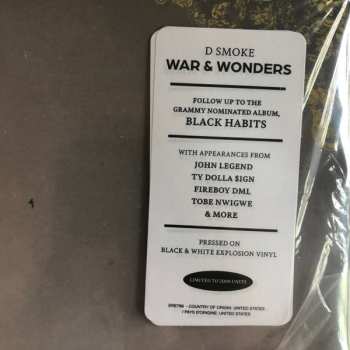 D SMOKE
WAR & WONDERS
FOLLOW UP TO THE
GRAMMY NOMINATED ALBUM,
BLACK HABITS
WITH APPEARANCES FROM
JOHN LEGEND
TY DOLLA $IGN
FIREBOY DML
TOBE NWIGWE
& MORE
PRESSED ON
BLACK & WHITE EXPLOSION VINYL
LIMITED TO 2000 UNITS
– COUNTRY OF ORIGIN: UNITED STATES
/ PAYS D'ORIGINE: UNITED STATES